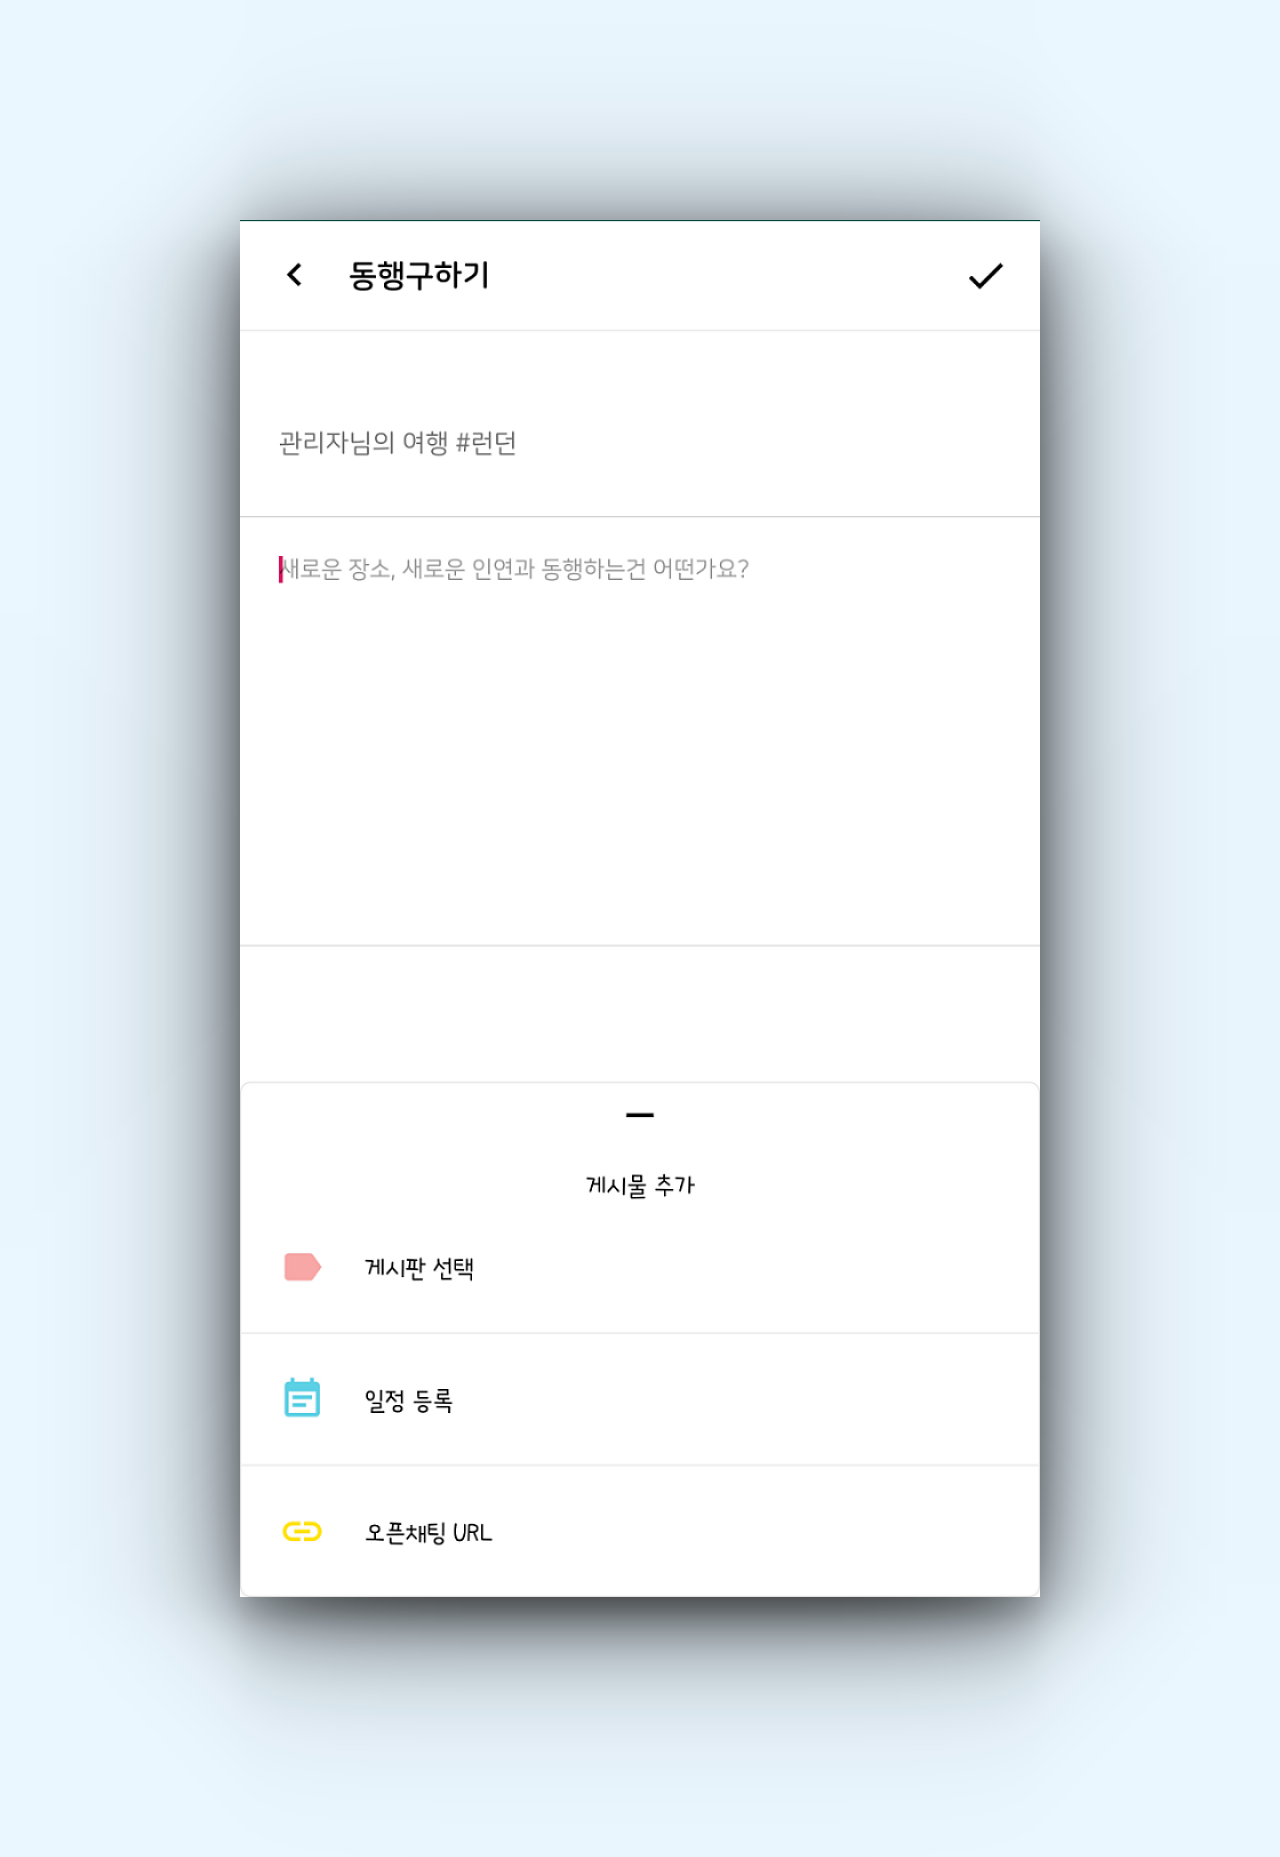 동행구하기
관리자님의 여행 #런던
새로운 장소, 새로운 인연과 동행하는건 어떤가요?
게시물 추가
게시판 선택
일정 등록
오픈채팅 URL